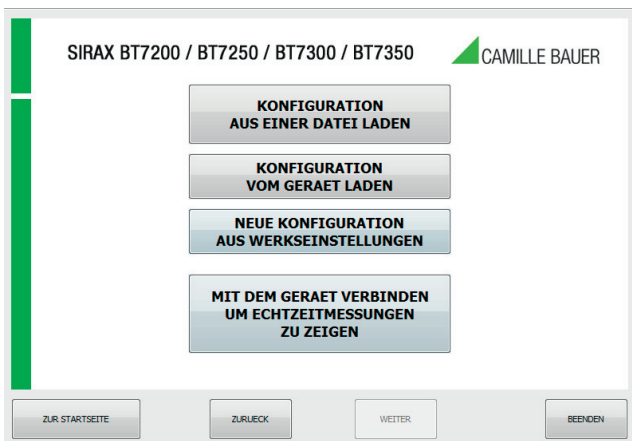 SIRAX BT7200 / BT7250 / BT7300 / BT7350
CAMILLE BAUER
KONFIGURATION
AUS EINER DATEI LADEN
KONFIGURATION
VOM GERAET LADEN
NEUE KONFIGURATION
AUS WERKSEINSTELLUNGEN
MIT DEM GERAET VERBINDEN
UM ECHTZEITMESSUNGEN
ZU ZEIGEN
ZUR STARTSEITE
ZURUECK
WEITER
BEENDEN